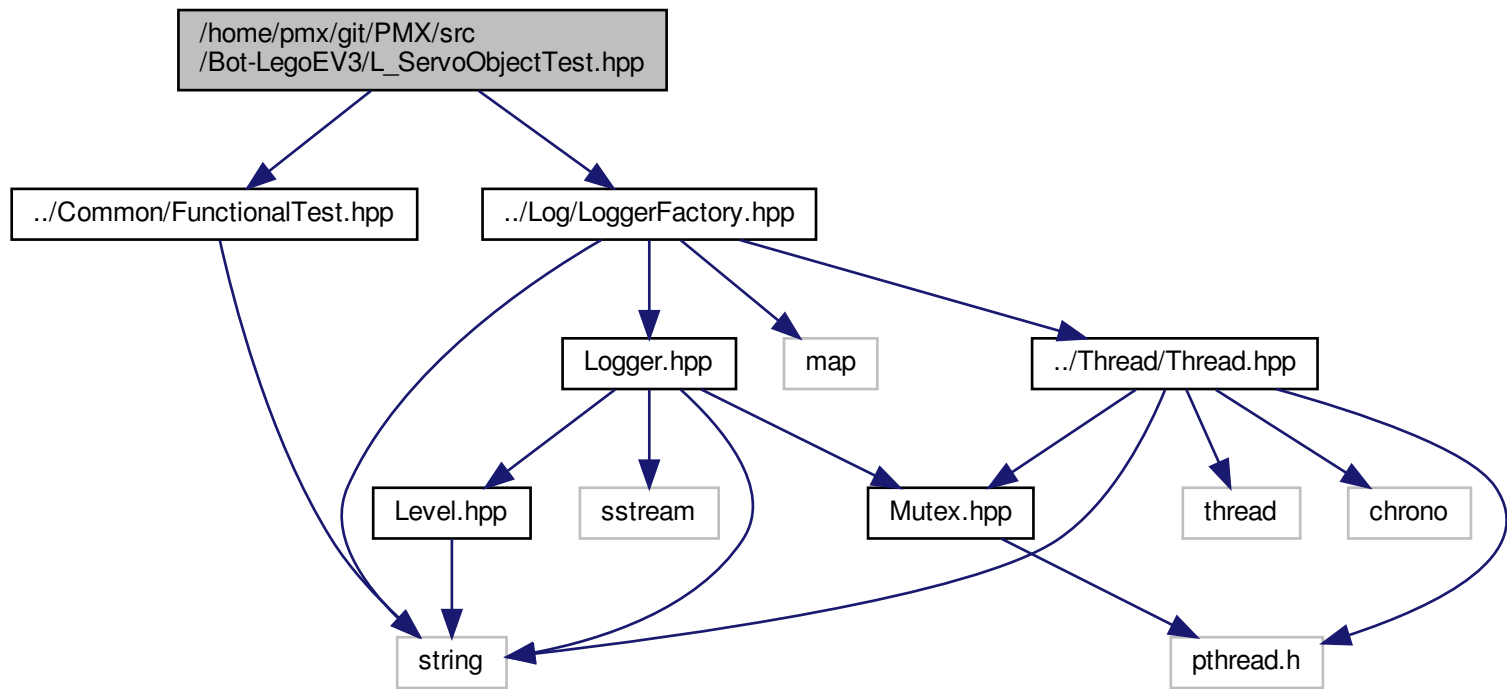 /home/pmx/git/PMX/src
/Bot-LegoEV3/L_ServoObjectTest.hpp
../Common/FunctionalTest.hpp
../Log/LoggerFactory.hpp
Logger.hpp
map
../Thread/Thread.hpp
Level.hpp
sstream
Mutex.hpp
thread
chrono
string
pthread.h